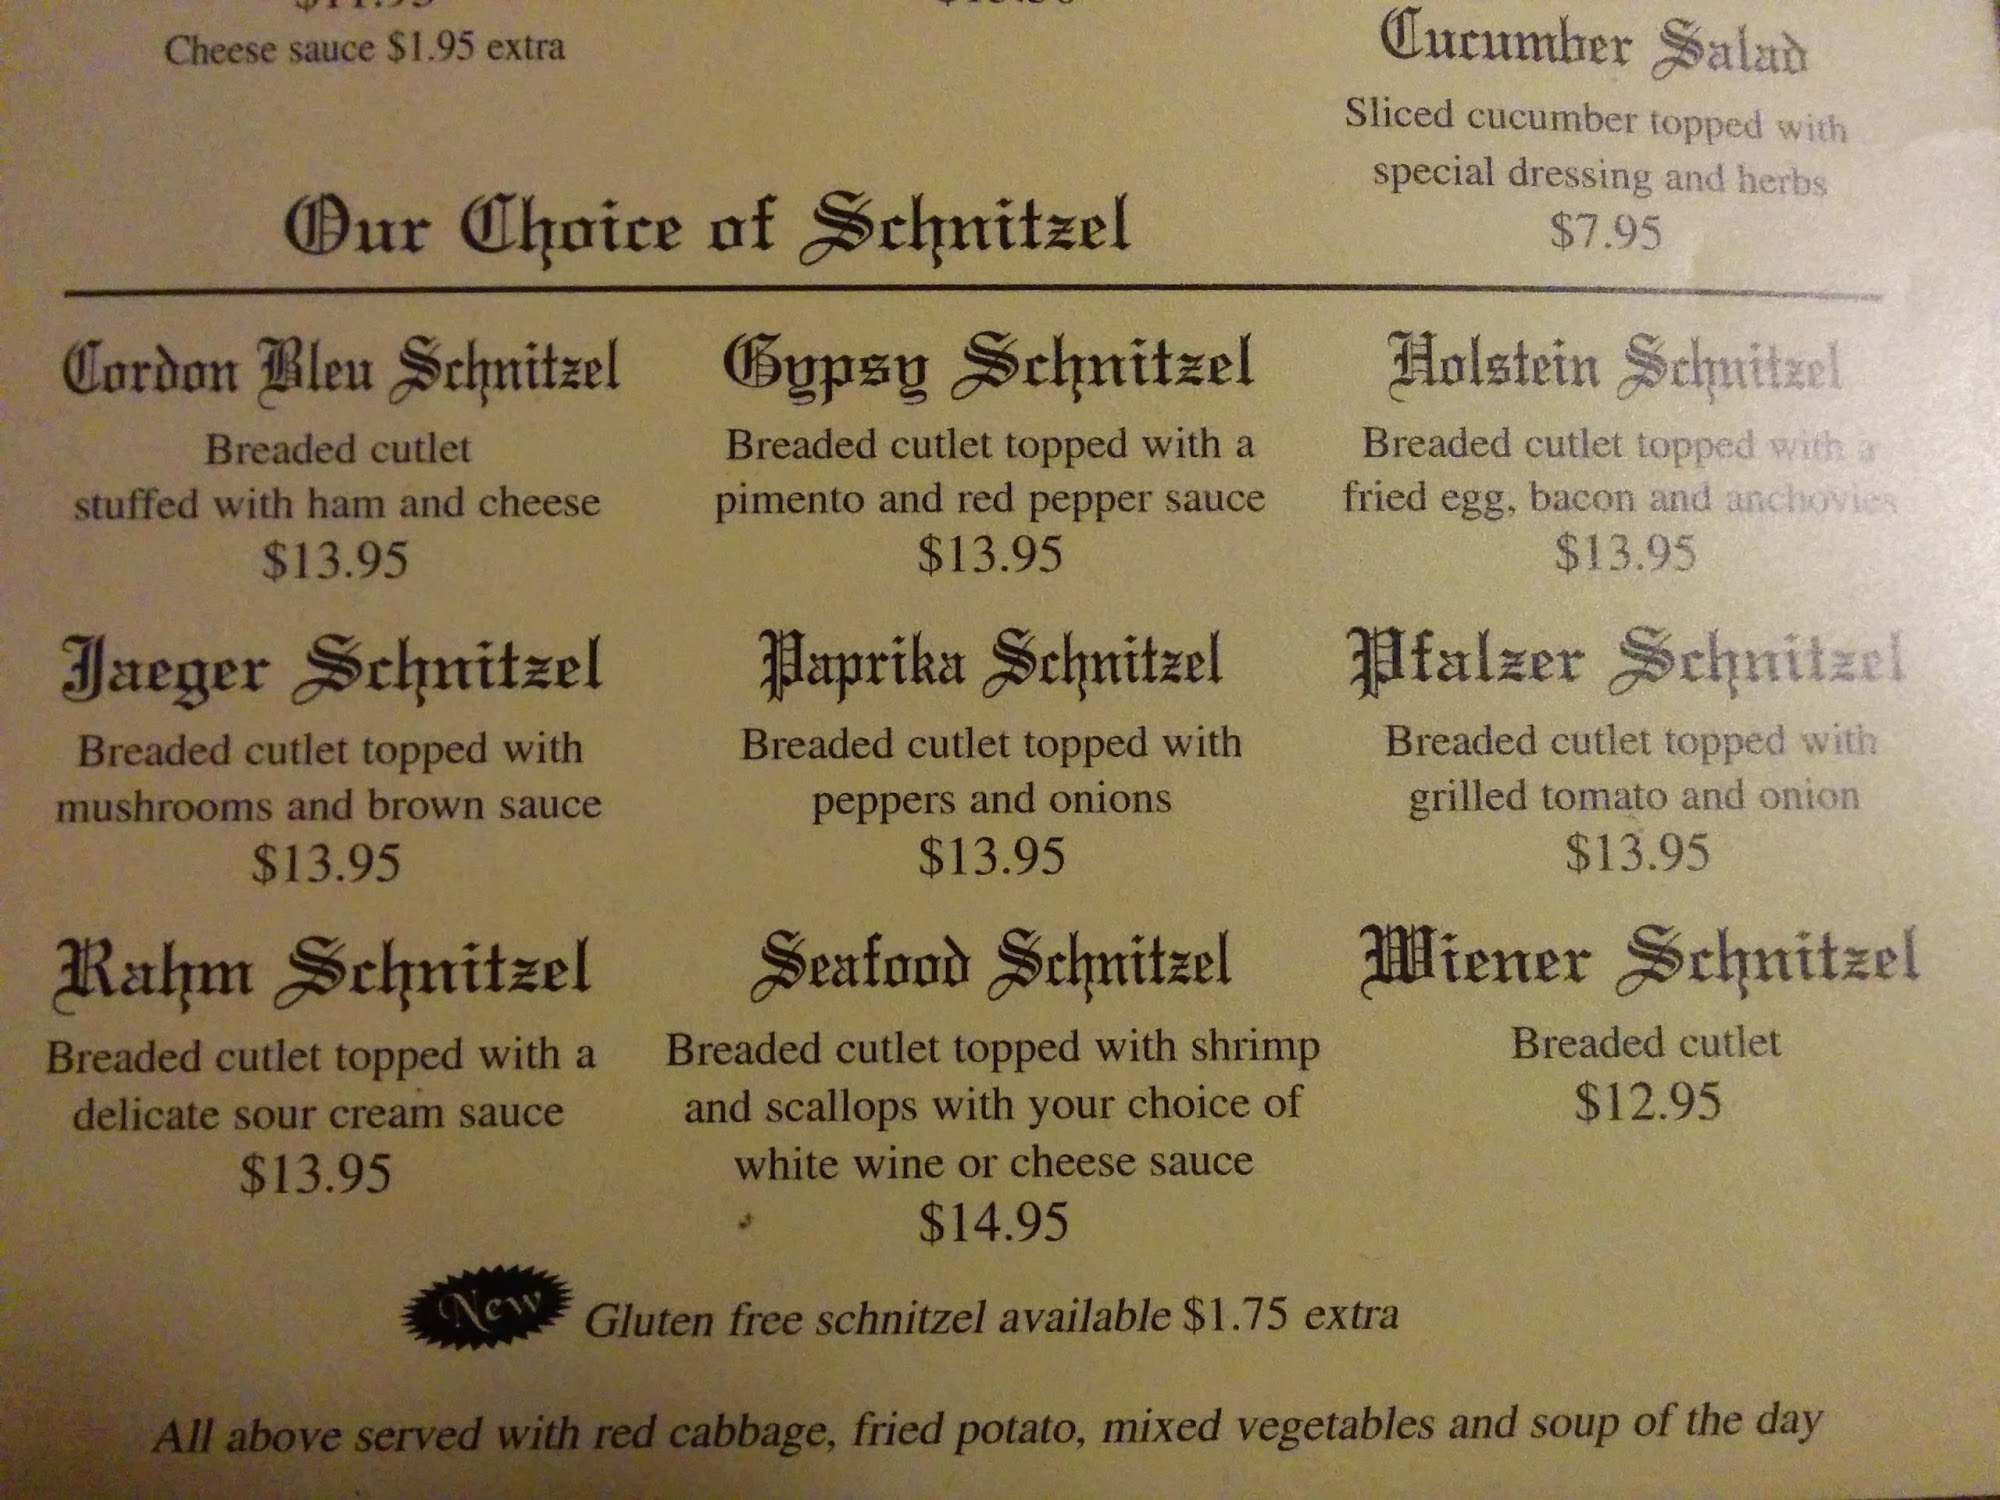 Cheese sauce $1.95 extra
Cucumber Salad
Sliced cucumber topped with
special dressing and herbs
$7.95
Our Choice of Schnitzel
Cordon Bleu Schnitzel
Breaded cutlet
stuffed with ham and cheese
$13.95
Gypsy Schnitzel
Breaded cutlet topped with a
pimento and red pepper sauce
$13.95
Holstein Schnitzel
Breaded cutlet topped with a
fried egg, bacon and anchovies
$13.95
Jaeger Schnitzel
Breaded cutlet topped with
mushrooms and brown sauce
$13.95
Paprika Schnitzel
Breaded cutlet topped with
peppers and onions
$13.95
Pfalzer Schnitzel
Breaded cutlet topped with
grilled tomato and onion
$13.95
Rahm Schnitzel
Breaded cutlet topped with a
delicate sour cream sauce
$13.95
Seafood Schnitzel
Breaded cutlet topped with shrimp
and scallops with your choice of
white wine or cheese sauce
$14.95
Wiener Schnitzel
Breaded cutlet
$12.95
New Gluten free schnitzel available $1.75 extra
All above served with red cabbage, fried potato, mixed vegetables and soup of the day